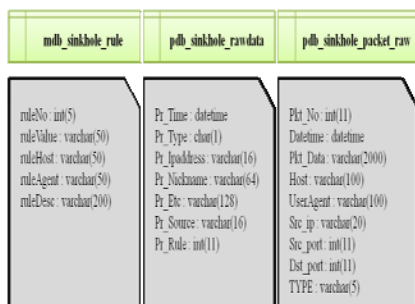 mdb_sinkhole_rule
ruleNo : int(5)
ruleValue : varchar(50)
ruleHost : varchar(50)
ruleAgent : varchar(50)
ruleDesc : varchar(200)
pdb_sinkhole_rawdata
Pr_Time : datetime
Pr_Type : char(1)
Pr_Ipaddress : varchar(16)
Pr_Nickname : varchar(64)
Pr_Etc : varchar(128)
Pr_Source : varchar(16)
Pr_Rule : int(11)
pdb_sinkhole_packet_raw
Pkt_No : int(11)
Datetime : datetime
Pkt_Data : varchar(2000)
Host : varchar(100)
UserAgent : varchar(100)
Src_ip : varchar(20)
Src_port : int(11)
Dst_port : int(11)
TYPE : varchar(5)